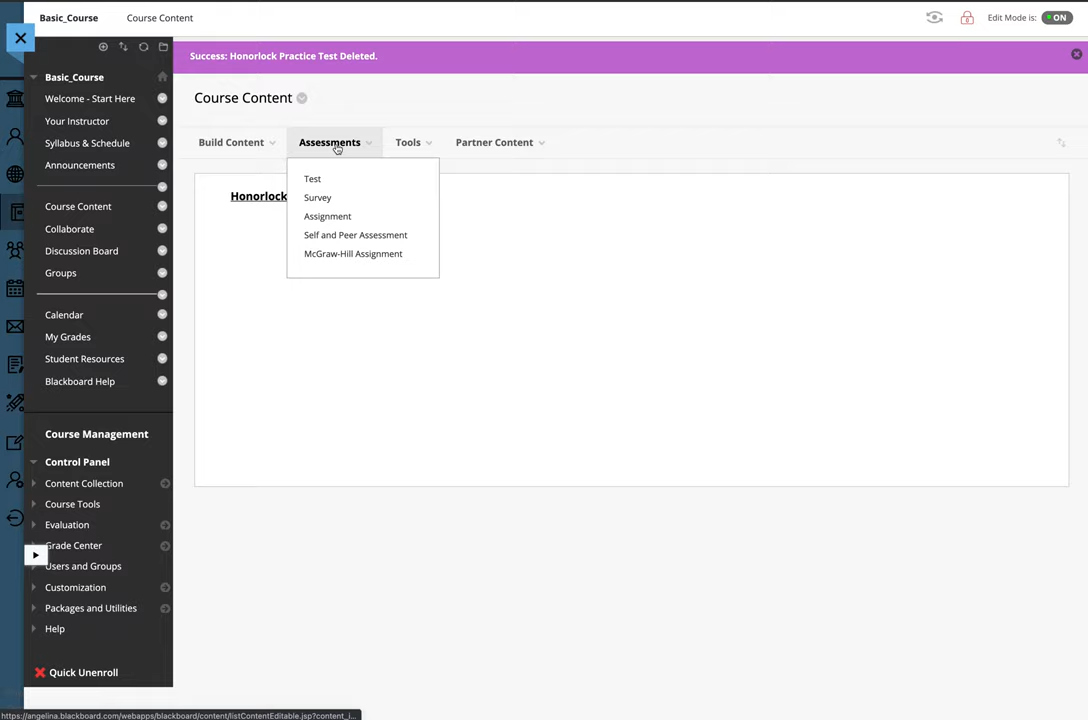 Basic_Course
Course Content
Edit Mode is:
ON
Success: Honorlock Practice Test Deleted.
Basic_Course
Welcome - Start Here
Your Instructor
Syllabus & Schedule
Announcements
Course Content
Collaborate
Discussion Board
Groups
Calendar
My Grades
Student Resources
Blackboard Help
Course Management
Control Panel
Content Collection
Course Tools
Evaluation
Grade Center
Users and Groups
Customization
Packages and Utilities
Help
Quick Unenroll
Course Content
Build Content
Assessments
Tools
Partner Content
Honorlock
Test
Survey
Assignment
Self and Peer Assessment
McGraw-Hill Assignment
https://angelina.blackboard.com/webapps/blackboard/content/listContentEditable.jsp?content_i...